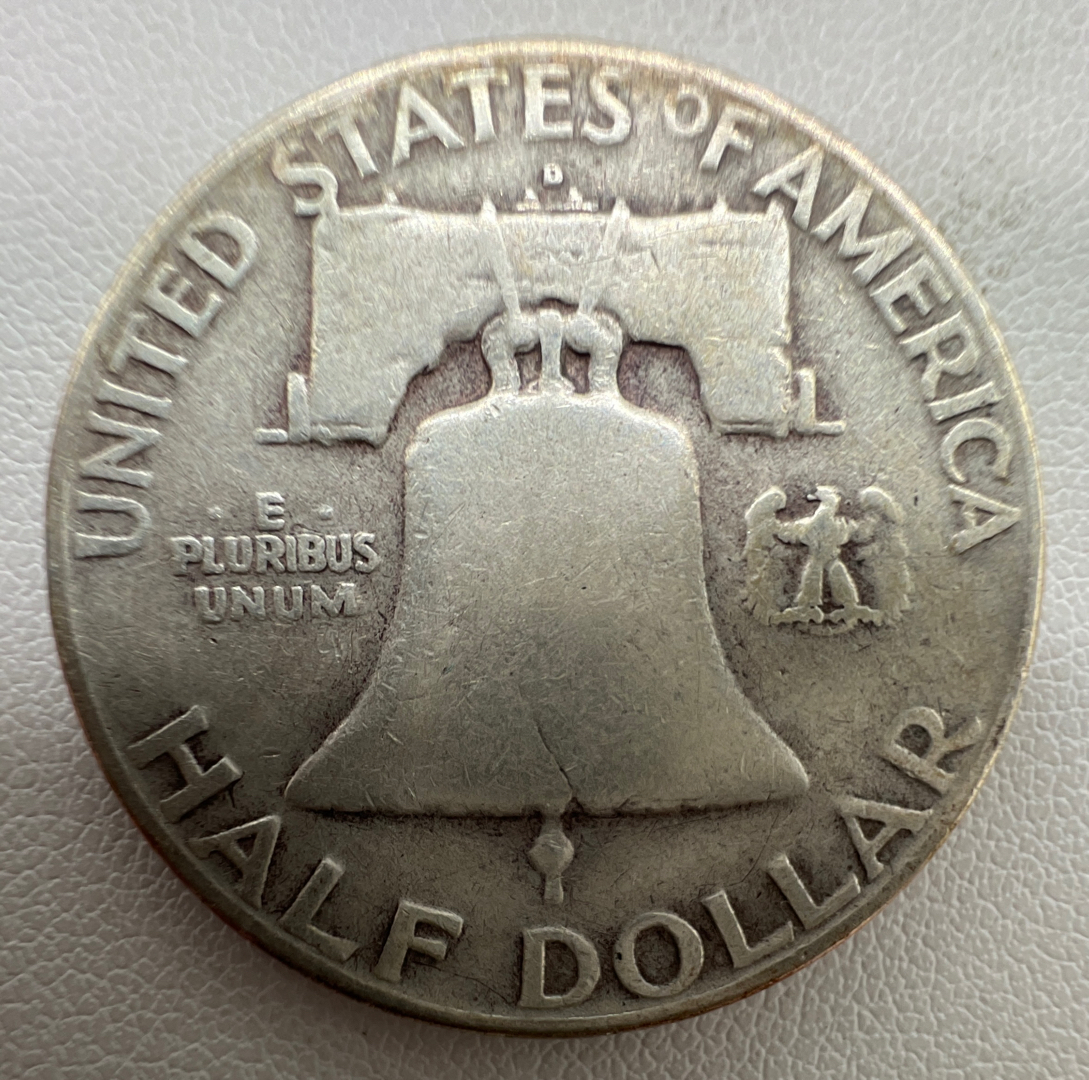 UNITED STATES OF AMERICA
D
· E ·
PLURIBUS
UNUM
HALF DOLLAR